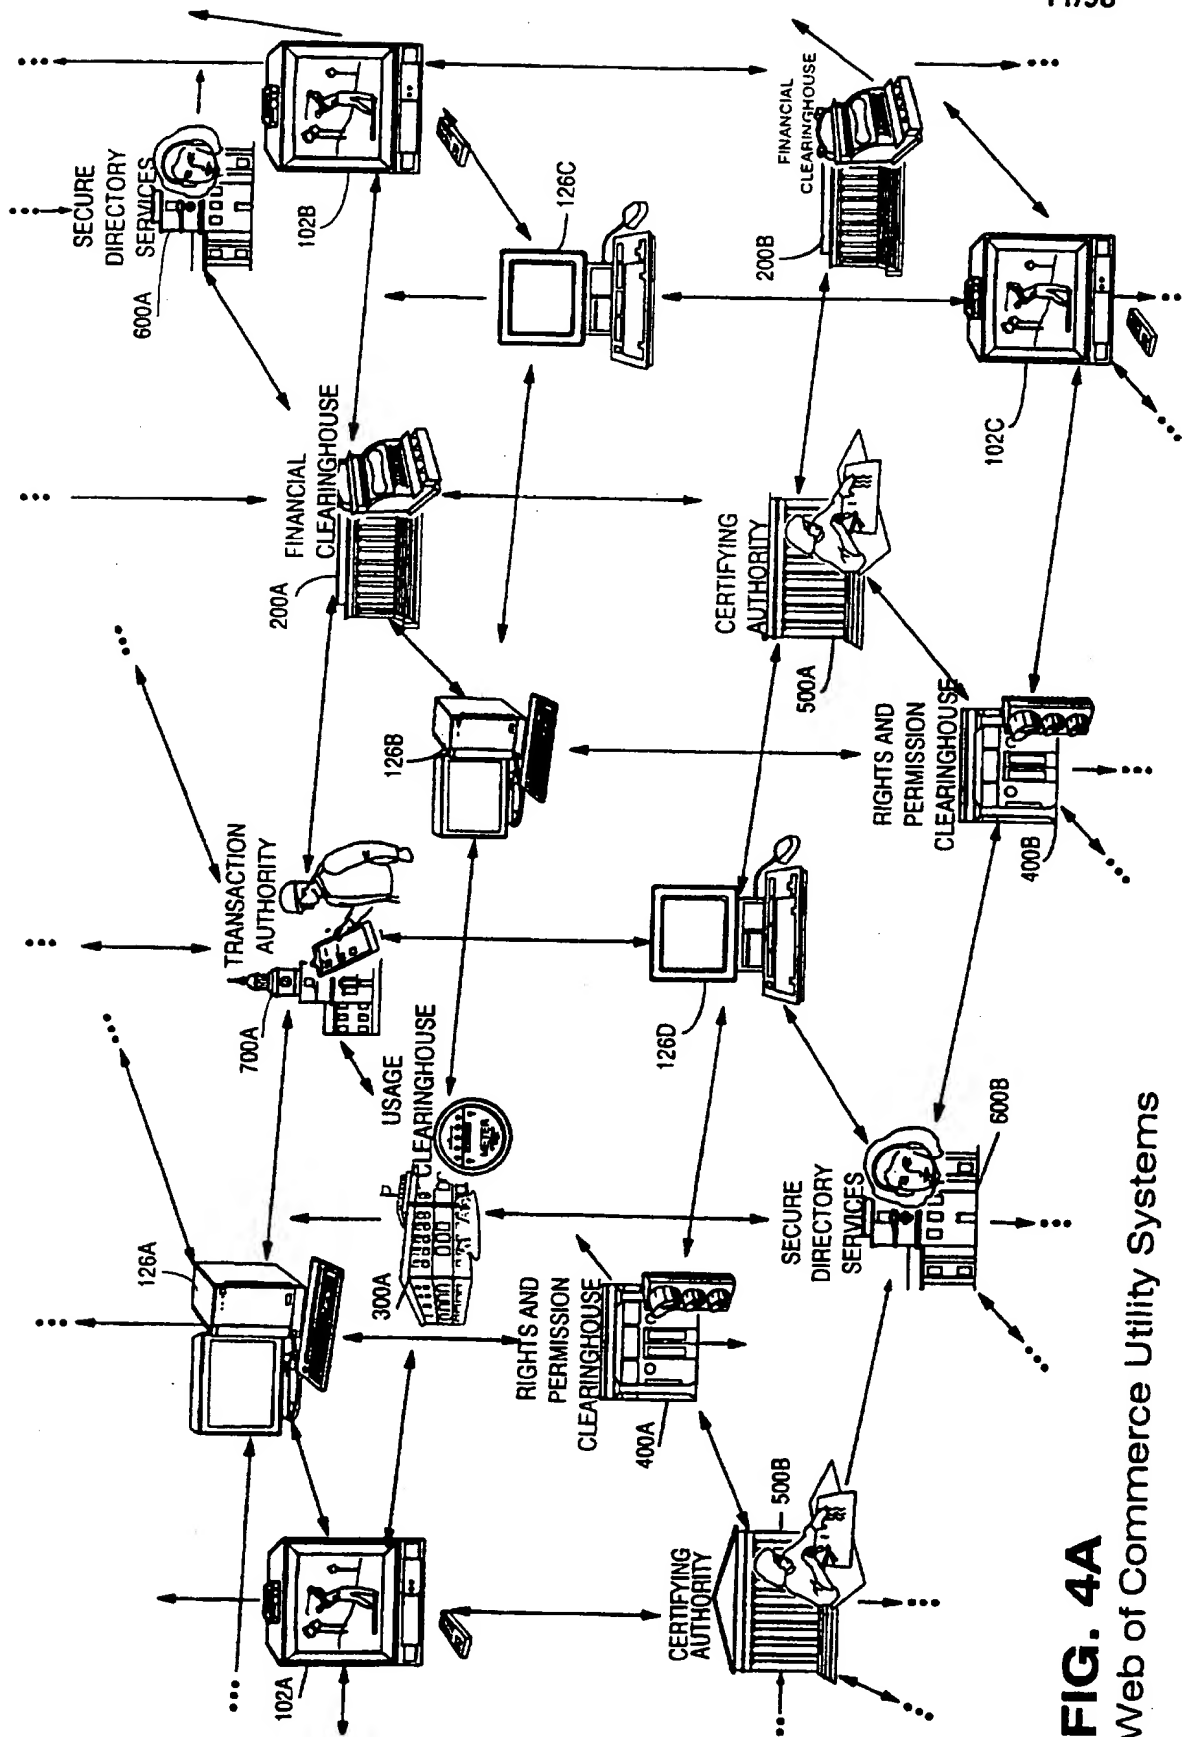 SECURE
DIRECTORY
SERVICES
600A
102B
126C
FINANCIAL
CLEARINGHOUSE
200B
102C
FINANCIAL
CLEARINGHOUSE
200A
CERTIFYING
AUTHORITY
500A
126B
RIGHTS AND
PERMISSION
CLEARINGHOUSE
400B
TRANSACTION
AUTHORITY
700A
USAGE
CLEARINGHOUSE
METER
300A
126D
SECURE
DIRECTORY
SERVICES
600B
126A
RIGHTS AND
PERMISSION
CLEARINGHOUSE
400A
102A
CERTIFYING
AUTHORITY
500B
FIG. 4A
Web of Commerce Utility Systems